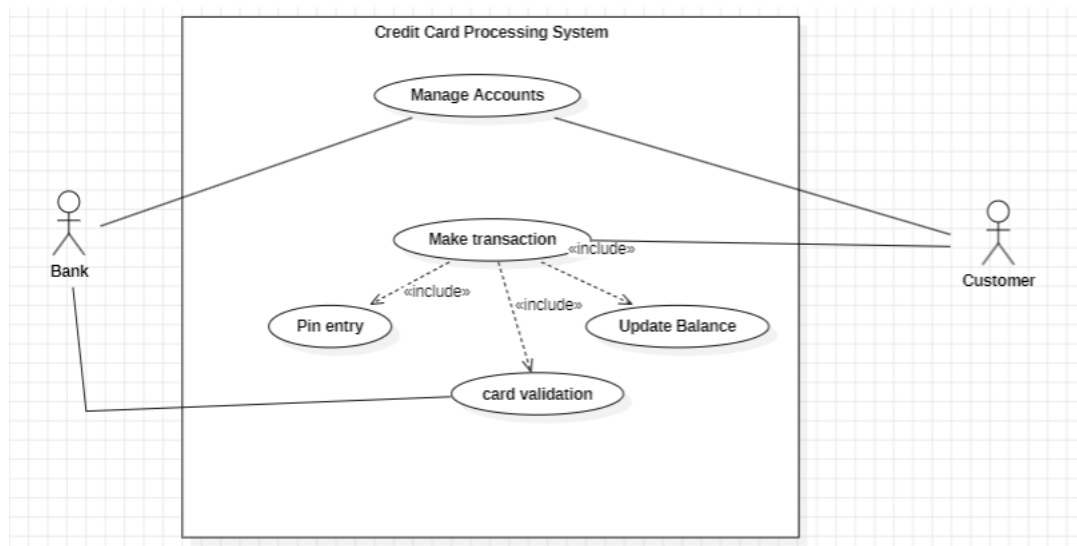 Credit Card Processing System
Manage Accounts
Make transaction
«include»
Bank
Customer
«include»
«include»
Pin entry
Update Balance
card validation